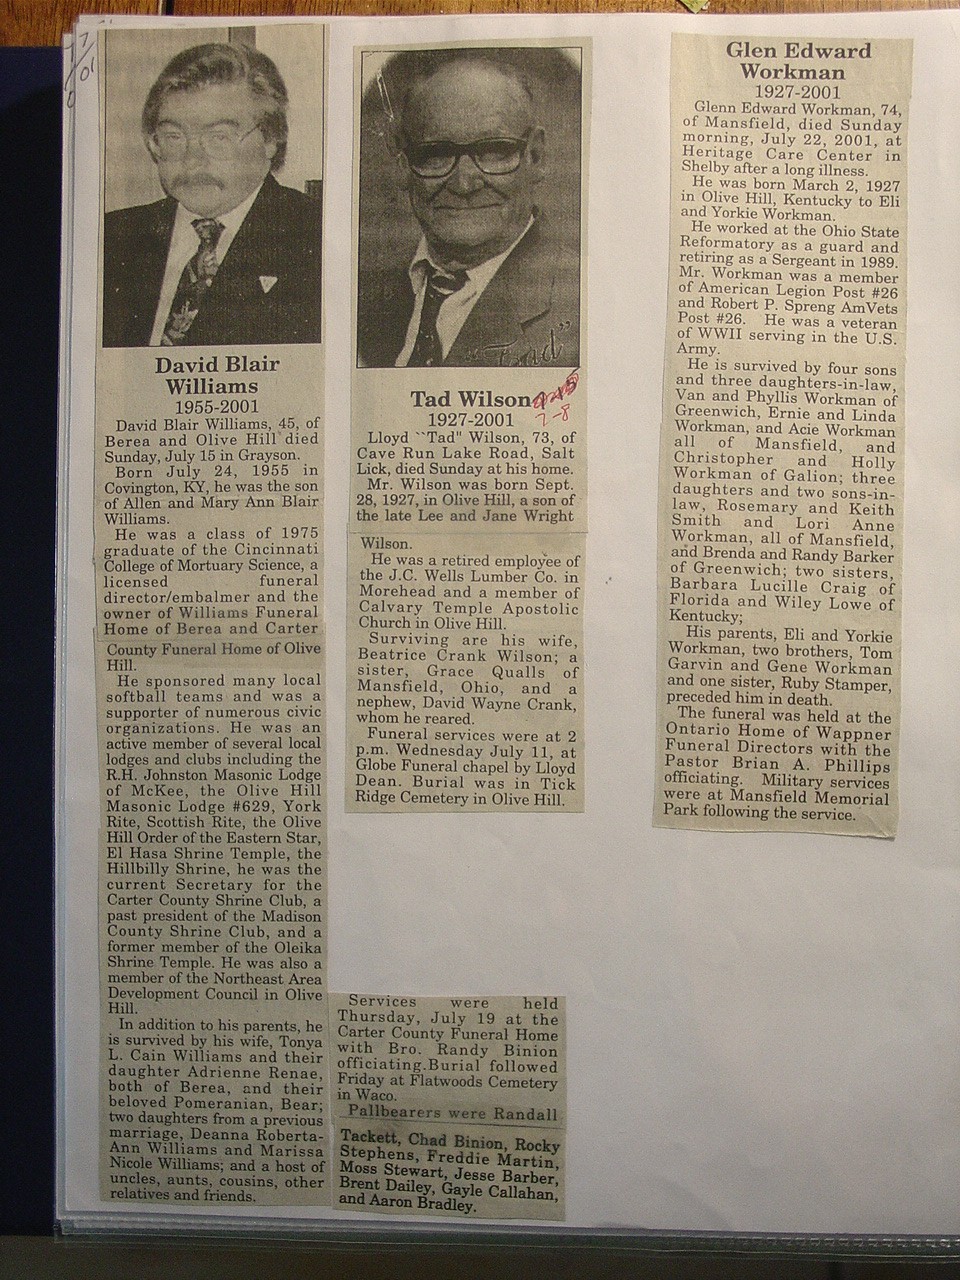 7/01
David Blair
Williams
1955-2001
David Blair Williams, 45, of
Berea and Olive Hill died
Sunday, July 15 in Grayson.
Born July 24, 1955 in
Covington, KY, he was the son
of Allen and Mary Ann Blair
Williams.
He was a class of 1975
graduate of the Cincinnati
College of Mortuary Science, a
licensed funeral
director/embalmer and the
owner of Williams Funeral
Home of Berea and Carter
County Funeral Home of Olive
Hill.
He sponsored many local
softball teams and was a
supporter of numerous civic
organizations. He was an
active member of several local
lodges and clubs including the
R.H. Johnston Masonic Lodge
of McKee, the Olive Hill
Masonic Lodge #629, York
Rite, Scottish Rite, the Olive
Hill Order of the Eastern Star,
El Hasa Shrine Temple, the
Hillbilly Shrine, he was the
current Secretary for the
Carter County Shrine Club, a
past president of the Madison
County Shrine Club, and a
former member of the Oleika
Shrine Temple. He was also a
member of the Northeast Area
Development Council in Olive
Hill.
In addition to his parents, he
is survived by his wife, Tonya
L. Cain Williams and their
daughter Adrienne Renae,
both of Berea, and their
beloved Pomeranian, Bear;
two daughters from a previous
marriage, Deanna Roberta-
Ann Williams and Marissa
Nicole Williams; and a host of
uncles, aunts, cousins, other
relatives and friends.
Services were held
Thursday, July 19 at the
Carter County Funeral Home
with Bro. Randy Binion
officiating.Burial followed
Friday at Flatwoods Cemetery
in Waco.
Pallbearers were Randall
Tackett, Chad Binion, Rocky
Stephens, Freddie Martin,
Moss Stewart, Jesse Barber,
Brent Dailey, Gayle Callahan,
and Aaron Bradley.
"Tad"
Tad Wilson
7-8
1927-2001
Lloyd ``Tad" Wilson, 73, of
Cave Run Lake Road, Salt
Lick, died Sunday at his home.
Mr. Wilson was born Sept.
28, 1927, in Olive Hill, a son of
the late Lee and Jane Wright
Wilson.
He was a retired employee of
the J.C. Wells Lumber Co. in
Morehead and a member of
Calvary Temple Apostolic
Church in Olive Hill.
Surviving are his wife,
Beatrice Crank Wilson; a
sister, Grace Qualls of
Mansfield, Ohio, and a
nephew, David Wayne Crank,
whom he reared.
Funeral services were at 2
p.m. Wednesday July 11, at
Globe Funeral chapel by Lloyd
Dean. Burial was in Tick
Ridge Cemetery in Olive Hill.
Glen Edward
Workman
1927-2001
Glenn Edward Workman, 74,
of Mansfield, died Sunday
morning, July 22, 2001, at
Heritage Care Center in
Shelby after a long illness.
He was born March 2, 1927
in Olive Hill, Kentucky to Eli
and Yorkie Workman.
He worked at the Ohio State
Reformatory as a guard and
retiring as a Sergeant in 1989.
Mr. Workman was a member
of American Legion Post #26
and Robert P. Spreng AmVets
Post #26. He was a veteran
of WWII serving in the U.S.
Army.
He is survived by four sons
and three daughters-in-law,
Van and Phyllis Workman of
Greenwich, Ernie and Linda
Workman, and Acie Workman
all of Mansfield, and
Christopher and Holly
Workman of Galion; three
daughters and two sons-in-
law, Rosemary and Keith
Smith and Lori Anne
Workman, all of Mansfield,
and Brenda and Randy Barker
of Greenwich; two sisters,
Barbara Lucille Craig of
Florida and Wiley Lowe of
Kentucky;
His parents, Eli and Yorkie
Workman, two brothers, Tom
Garvin and Gene Workman
and one sister, Ruby Stamper,
preceded him in death.
The funeral was held at the
Ontario Home of Wappner
Funeral Directors with the
Pastor Brian A. Phillips
officiating. Military services
were at Mansfield Memorial
Park following the service.